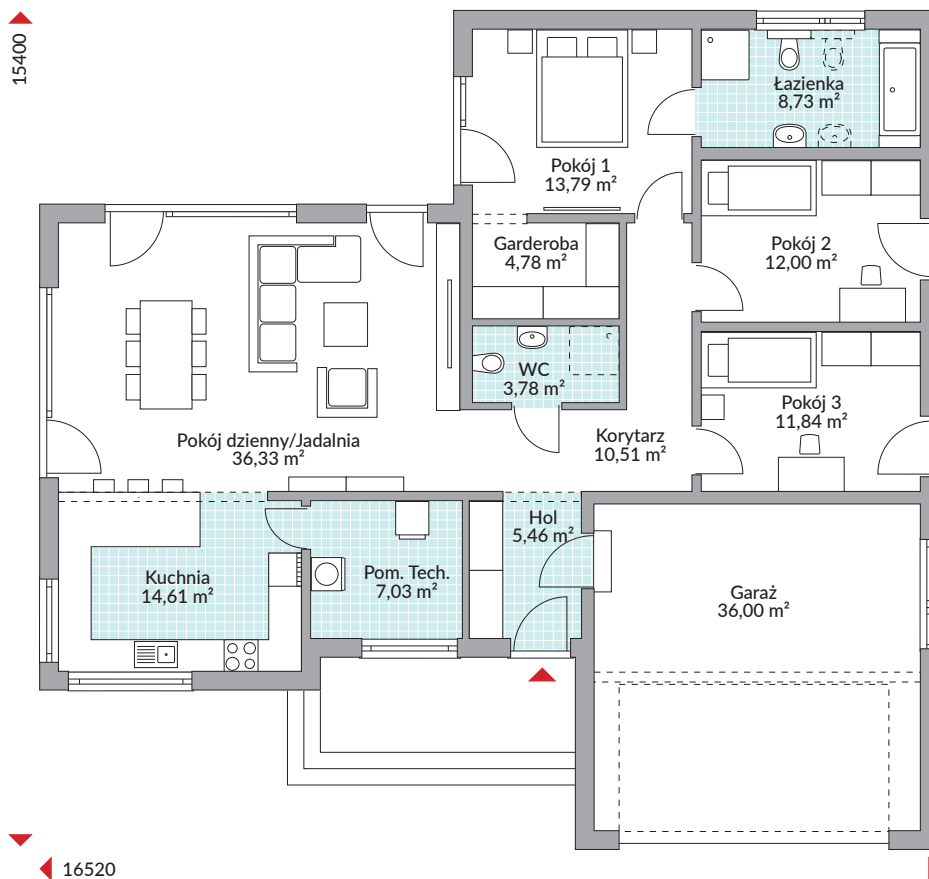 15400
Łazienka
8,73 m²
Pokój 1
13,79 m²
Garderoba
4,78 m²
Pokój 2
12,00 m²
WC
3,78 m²
Pokój 3
11,84 m²
Pokój dzienny/Jadalnia
36,33 m²
Korytarz
10,51 m²
Hol
5,46 m²
Kuchnia
14,61 m²
Pom. Tech.
7,03 m²
Garaż
36,00 m²
16520